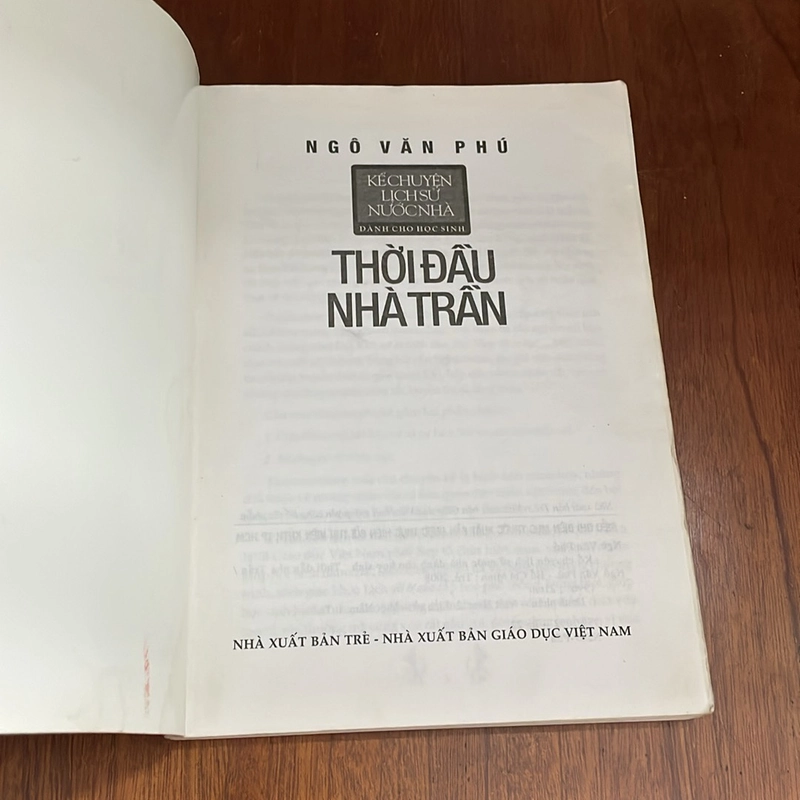 NGÔ VĂN PHÚ
KỂ CHUYỆN
LỊCH SỬ
NƯỚC NHÀ
DÀNH CHO HỌC SINH
THỜI ĐẦU
NHÀ TRẦN
NHÀ XUẤT BẢN TRẺ - NHÀ XUẤT BẢN GIÁO DỤC VIỆT NAM